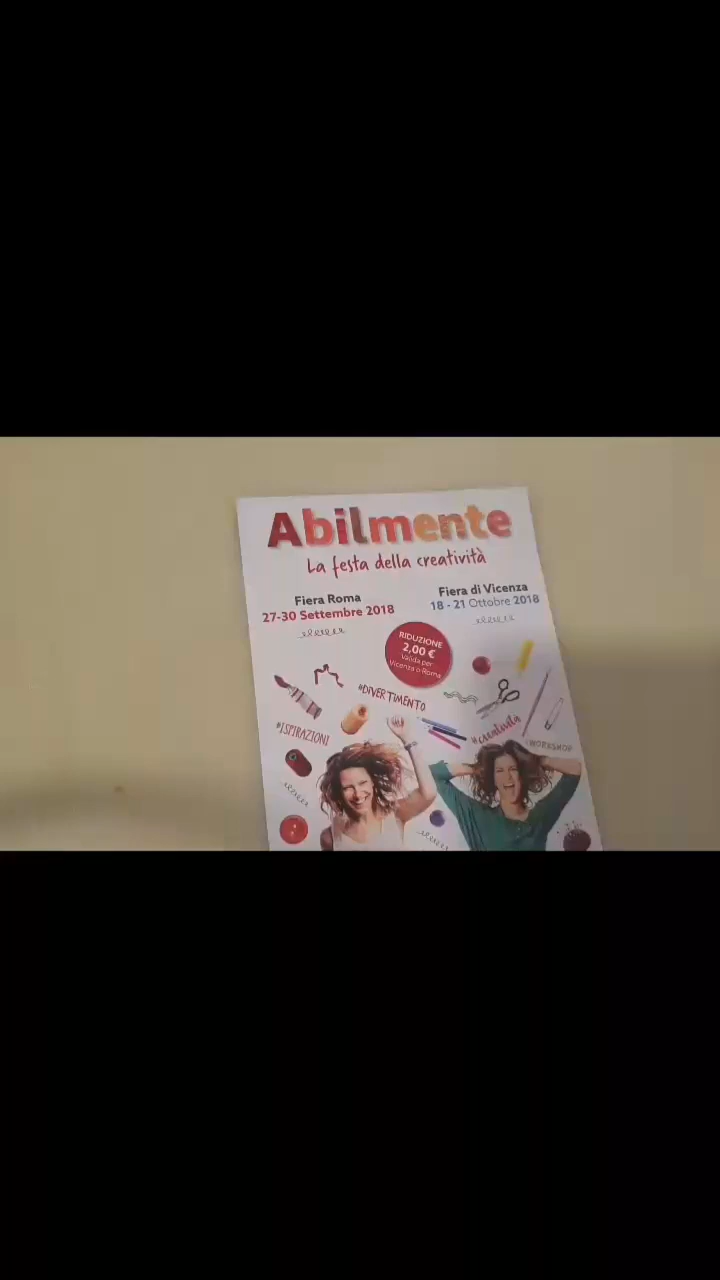 Abilmente
La festa della creatività
Fiera Roma
27-30 Settembre 2018
Fiera di Vicenza
18 - 21 Ottobre 2018
RIDUZIONE
2,00 €
Valida per
Vicenza o Roma
#DIVERTIMENTO
#ISPIRAZIONI
#CREATIVITÀ
#WORKSHOP